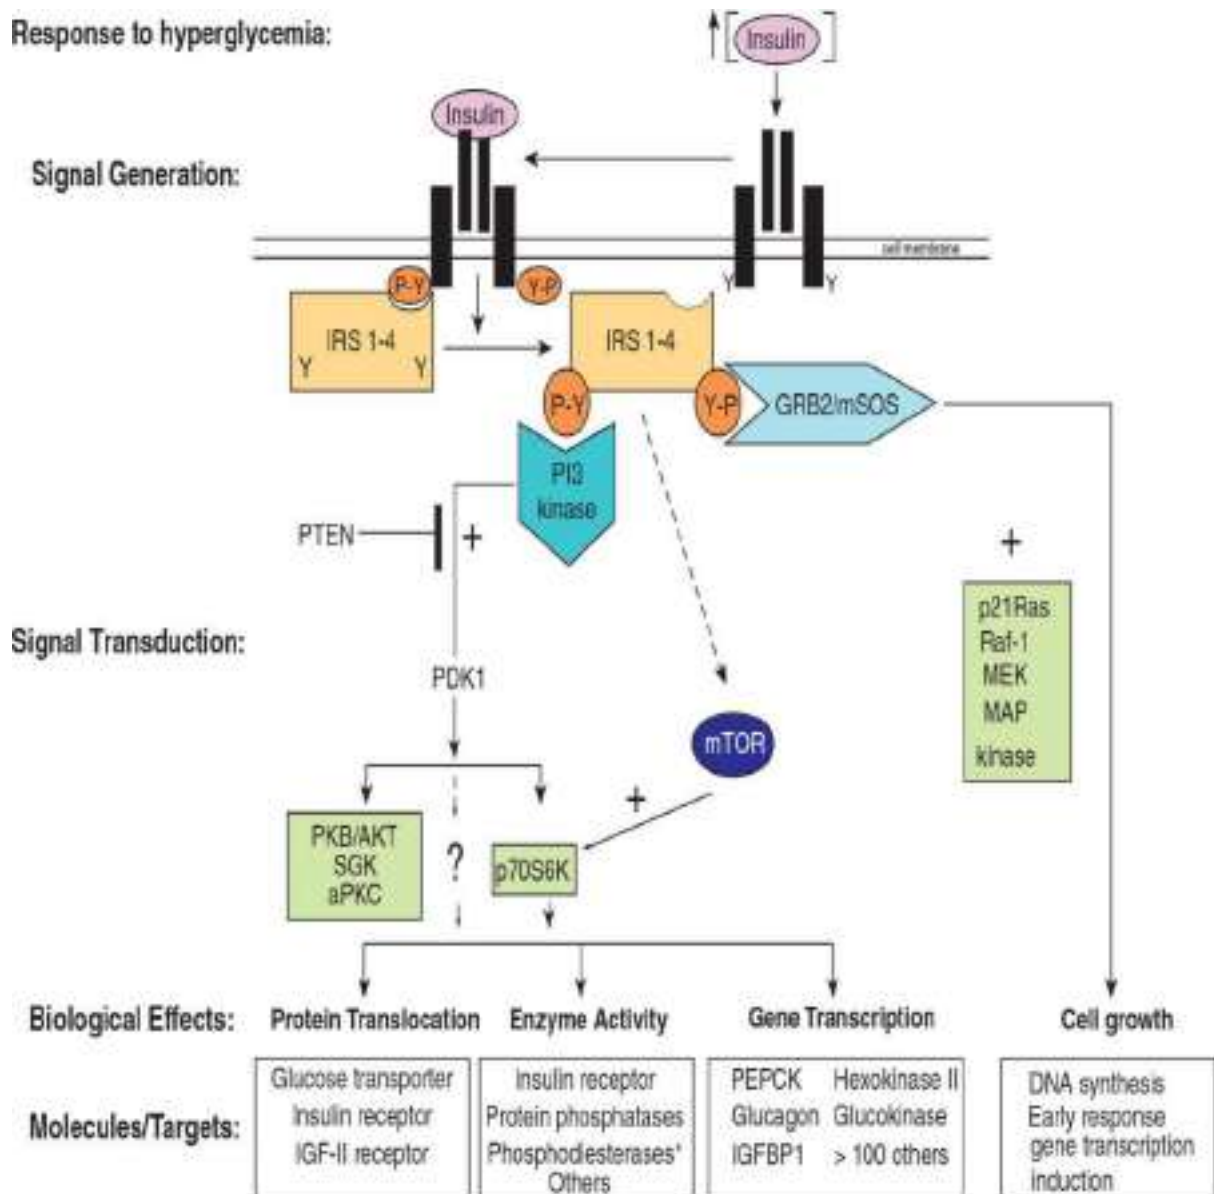 Response to hyperglycemia:
Insulin
Insulin
Signal Generation:
cell membrane
Y
Y
P-Y
Y-P
IRS 1-4
Y
Y
IRS 1-4
P-Y
Y-P
GRB2/mSOS
PI3
kinase
PTEN
+
+
p21Ras
Raf-1
MEK
MAP
kinase
Signal Transduction:
PDK1
mTOR
+
PKB/AKT
SGK
aPKC
?
p70S6K
Biological Effects:
Protein Translocation
Enzyme Activity
Gene Transcription
Cell growth
Molecules/Targets:
Glucose transporter
Insulin receptor
IGF-II receptor
Insulin receptor
Protein phosphatases
Phosphodiesterases*
Others
PEPCK Hexokinase II
Glucagon Glucokinase
IGFBP1 > 100 others
DNA synthesis
Early response
gene transcription
induction